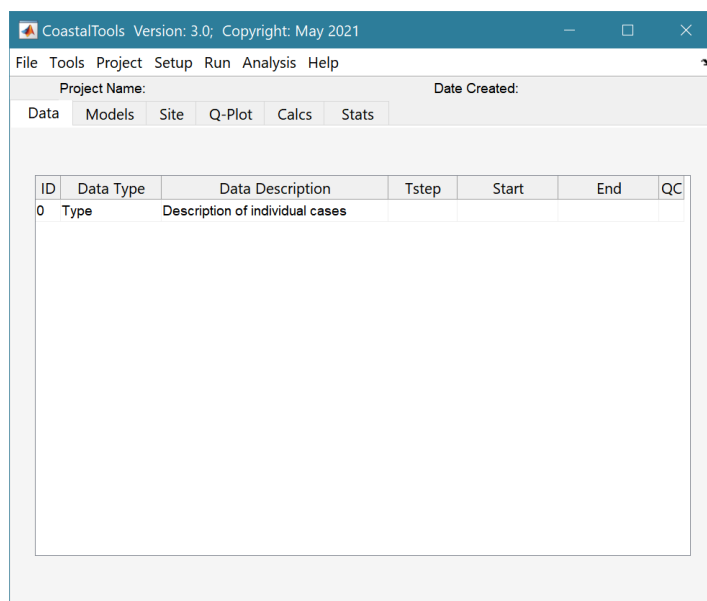 CoastalTools Version: 3.0; Copyright: May 2021
File Tools Project Setup Run Analysis Help
Project Name: Date Created:
Data Models Site Q-Plot Calcs Stats
ID Data Type Data Description Tstep Start End QC
0 Type Description of individual cases